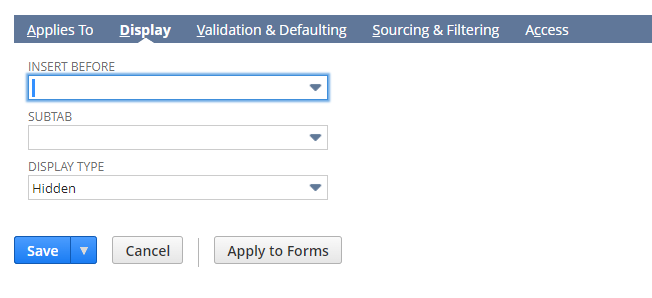 Applies To Display Validation & Defaulting Sourcing & Filtering Access
INSERT BEFORE
SUBTAB
DISPLAY TYPE
Hidden
Save Cancel Apply to Forms